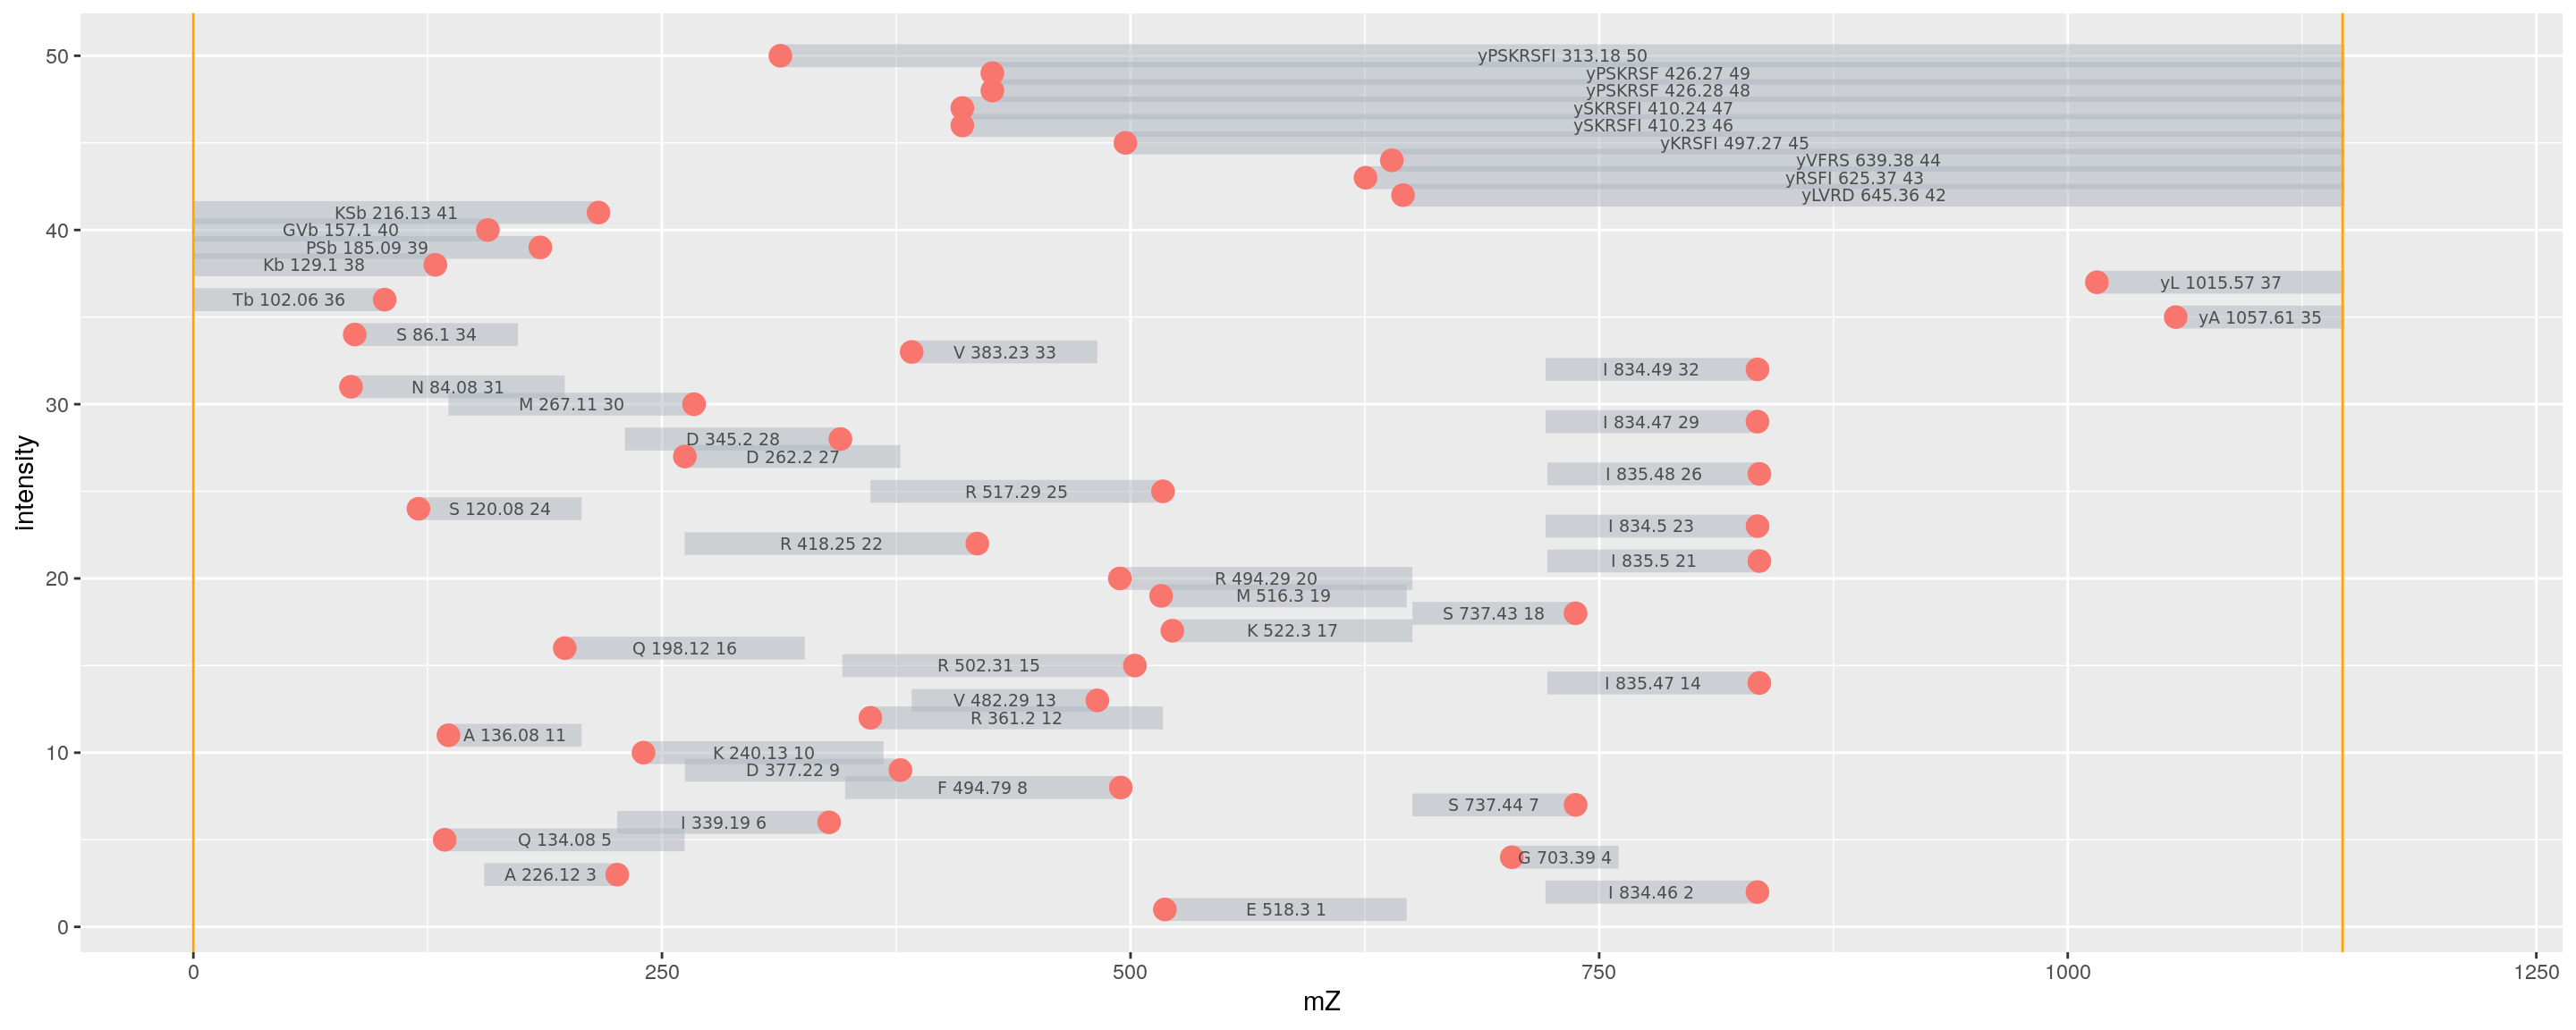 50
yPSKRSFI 313.18 50
yPSKRSF 426.27 49
yPSKRSF 426.28 48
ySKRSFI 410.24 47
ySKRSFI 410.23 46
yKRSFI 497.27 45
yVFRS 639.38 44
yRSFI 625.37 43
yLVRD 645.36 42
KSb 216.13 41
40
GVb 157.1 40
PSb 185.09 39
Kb 129.1 38
yL 1015.57 37
Tb 102.06 36
yA 1057.61 35
S 86.1 34
V 383.23 33
I 834.49 32
N 84.08 31
30
M 267.11 30
I 834.47 29
D 345.2 28
D 262.2 27
I 835.48 26
R 517.29 25
S 120.08 24
I 834.5 23
R 418.25 22
I 835.5 21
20
R 494.29 20
M 516.3 19
S 737.43 18
K 522.3 17
Q 198.12 16
R 502.31 15
I 835.47 14
V 482.29 13
R 361.2 12
A 136.08 11
10
K 240.13 10
D 377.22 9
F 494.79 8
S 737.44 7
I 339.19 6
Q 134.08 5
G 703.39 4
A 226.12 3
I 834.46 2
E 518.3 1
0
intensity
0 250 500 750 1000 1250
mZ